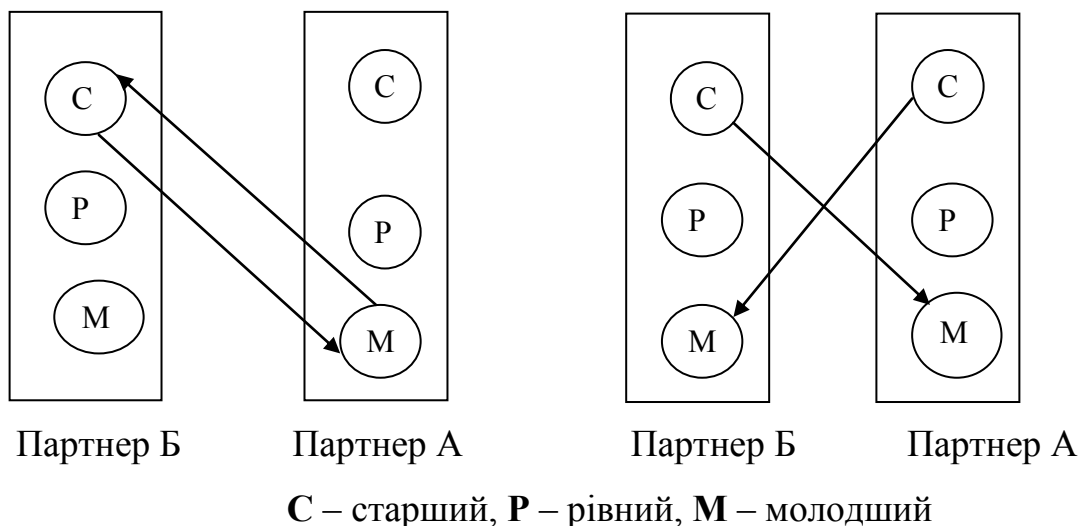 С С С С
Р Р Р Р
М М М М
Партнер Б Партнер А Партнер Б Партнер А
С – старший, Р – рівний, М – молодший